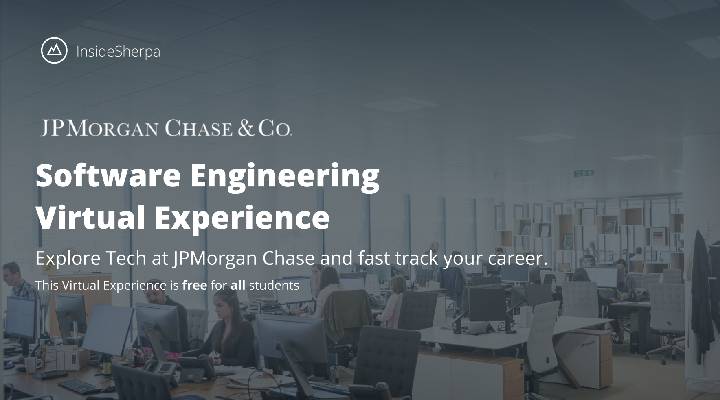 InsideSherpa
JPMORGAN CHASE & CO.
Software Engineering
Virtual Experience
Explore Tech at JPMorgan Chase and fast track your career.
This Virtual Experience is free for all students